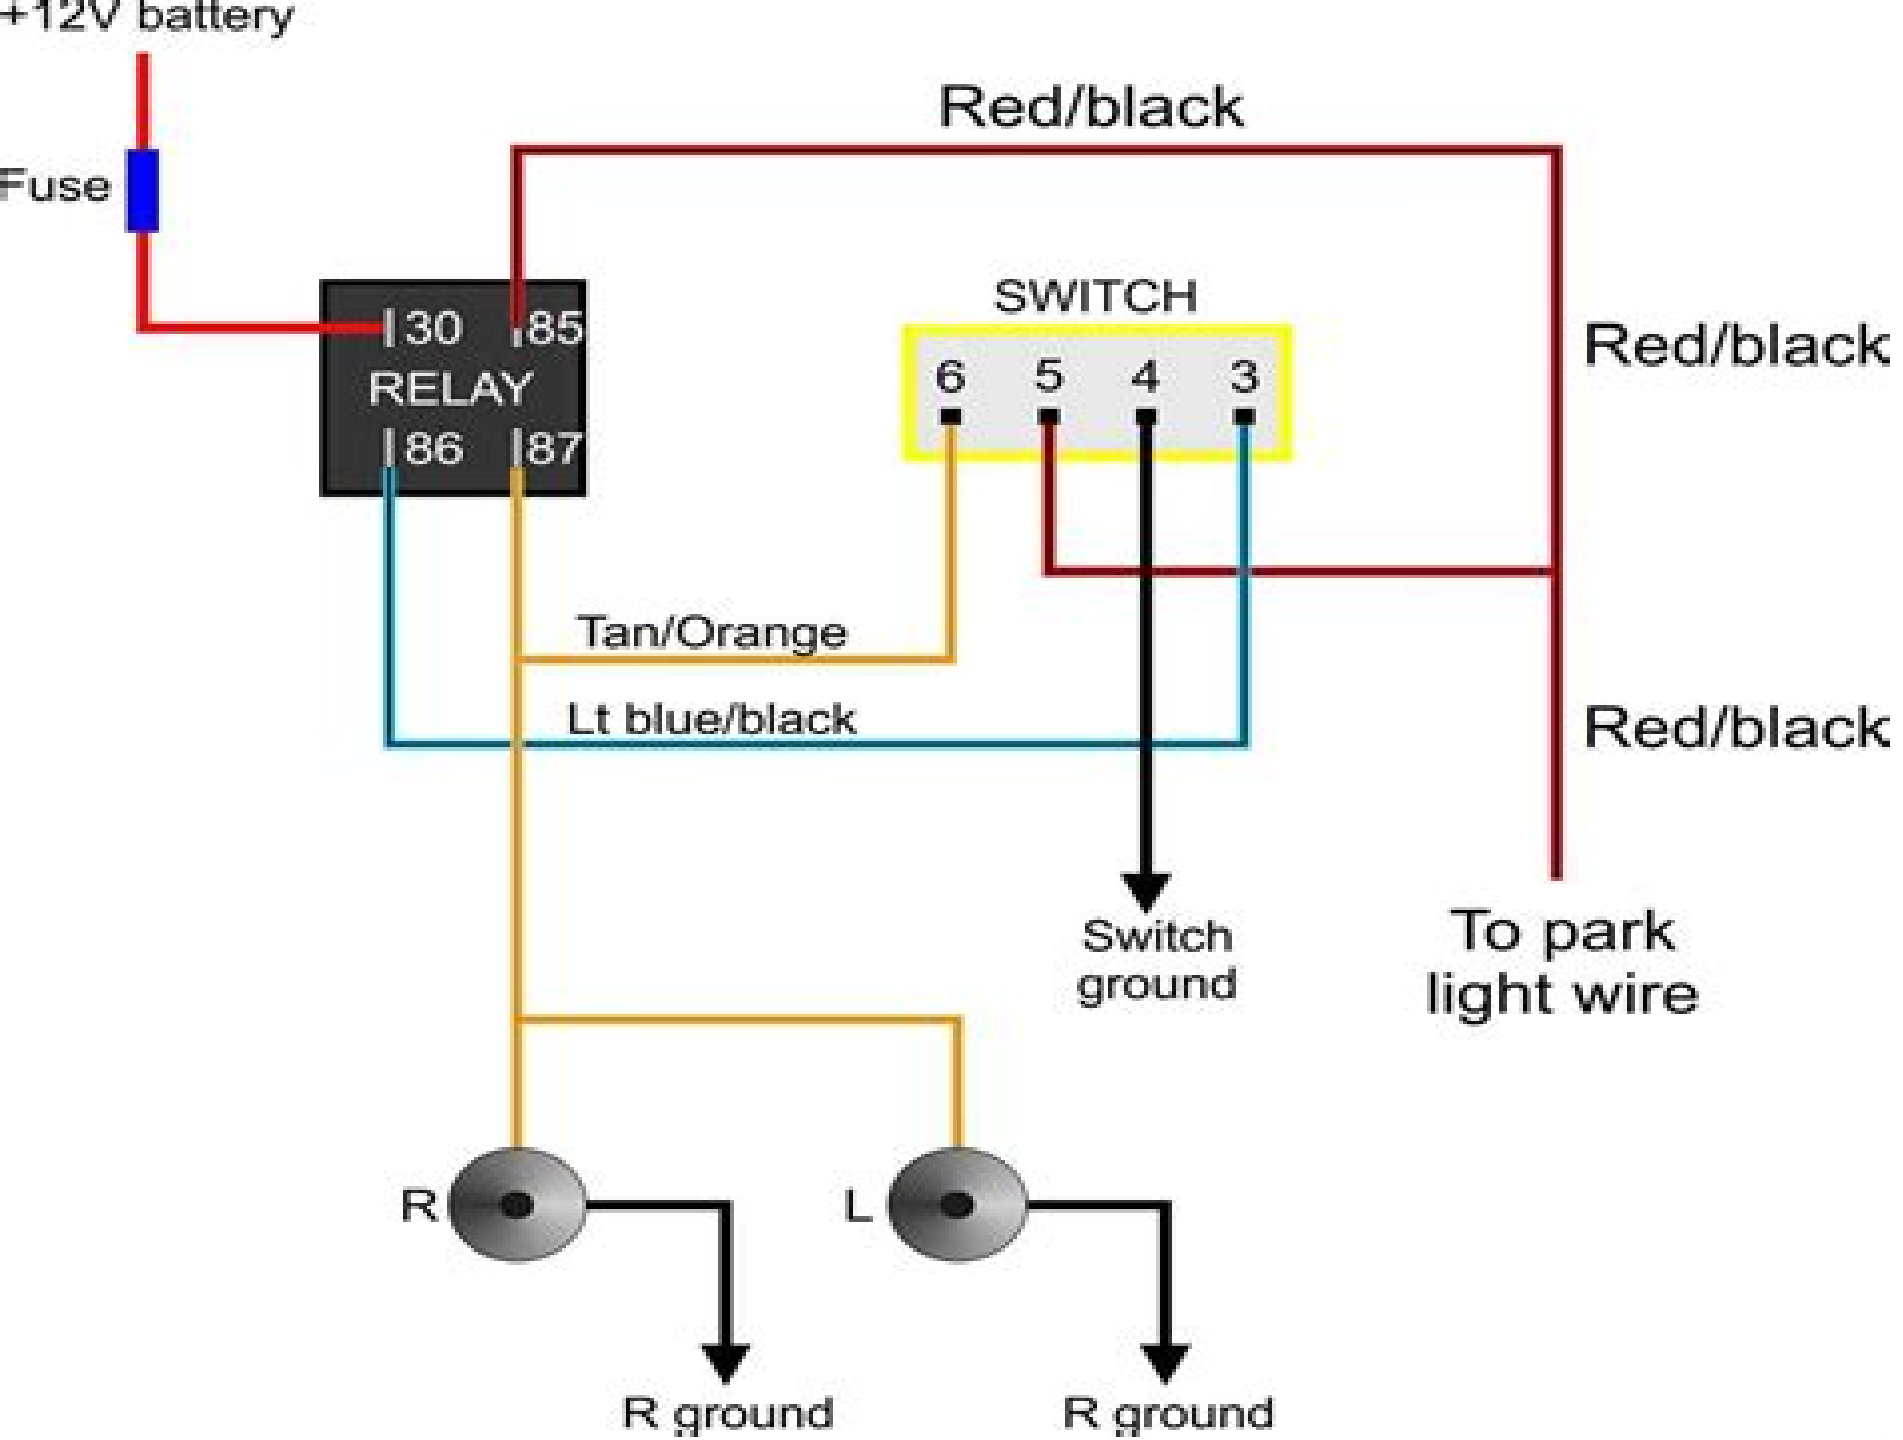 +12V battery
Red/black
Fuse
SWITCH
30 85
RELAY
86 87
6 5 4 3
Red/black
Tan/Orange
Lt blue/black
Red/black
Switch
ground
To park
light wire
R
L
R ground
R ground